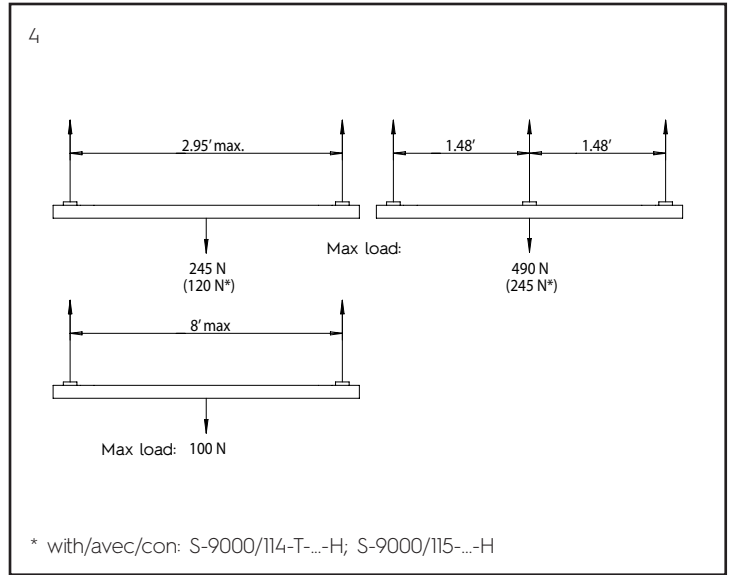 4
2.95' max.
1.48' 1.48'
Max load:
245 N
(120 N*)
490 N
(245 N*)
8' max
Max load: 100 N
* with/avec/con: S-9000/114-T-...-H; S-9000/115-...-H